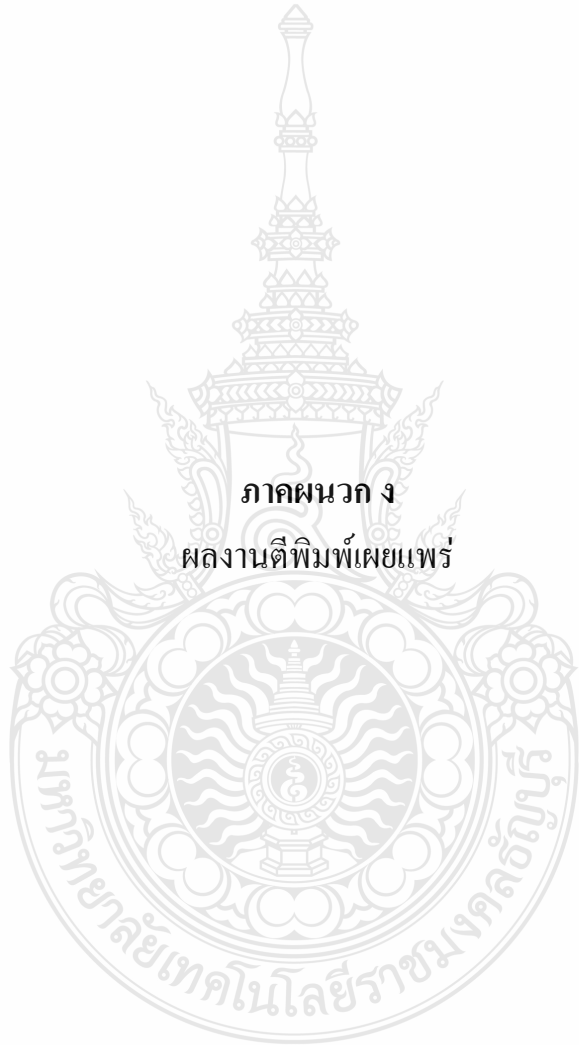 ภาคผนวก ง
ผลงานตีพิมพ์เผยแพร่
มหาวิทยาลัยเทคโนโลยีราชมงคลธัญบุรี